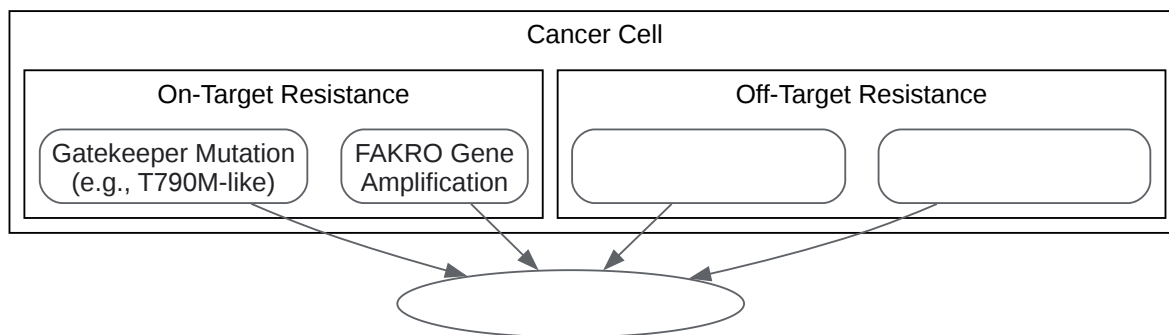 Cancer Cell
On-Target Resistance
Off-Target Resistance
Gatekeeper Mutation
(e.g., T790M-like)
FAKRO Gene
Amplification